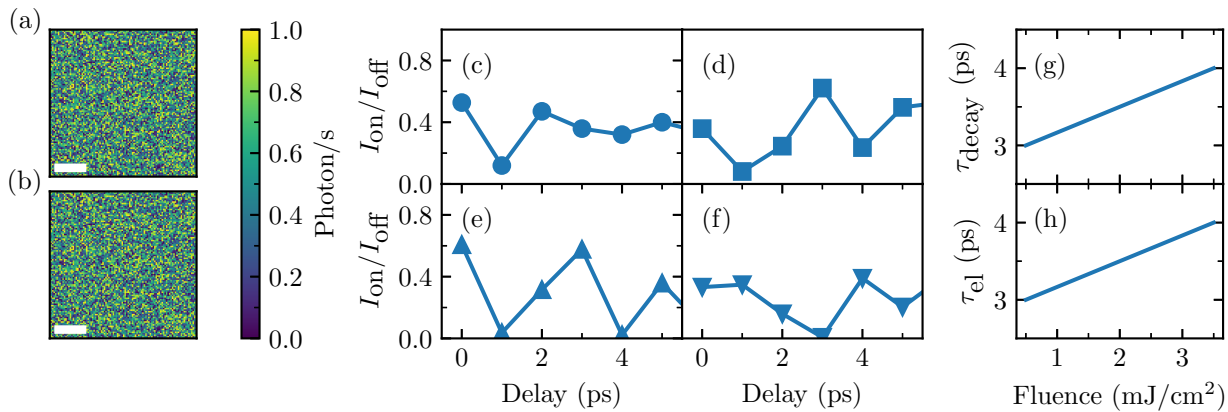 (a)
(b)
1.0
0.8
0.6
0.4
0.2
0.0
Photon/s
I_on/I_off
0.8
0.4
0.0
(c)
(d)
I_on/I_off
0.8
0.4
0.0
(e)
(f)
0 2 4
0 2 4
Delay (ps)
Delay (ps)
τ_decay (ps)
4
3
(g)
τ_el (ps)
4
3
(h)
1 2 3
Fluence (mJ/cm²)